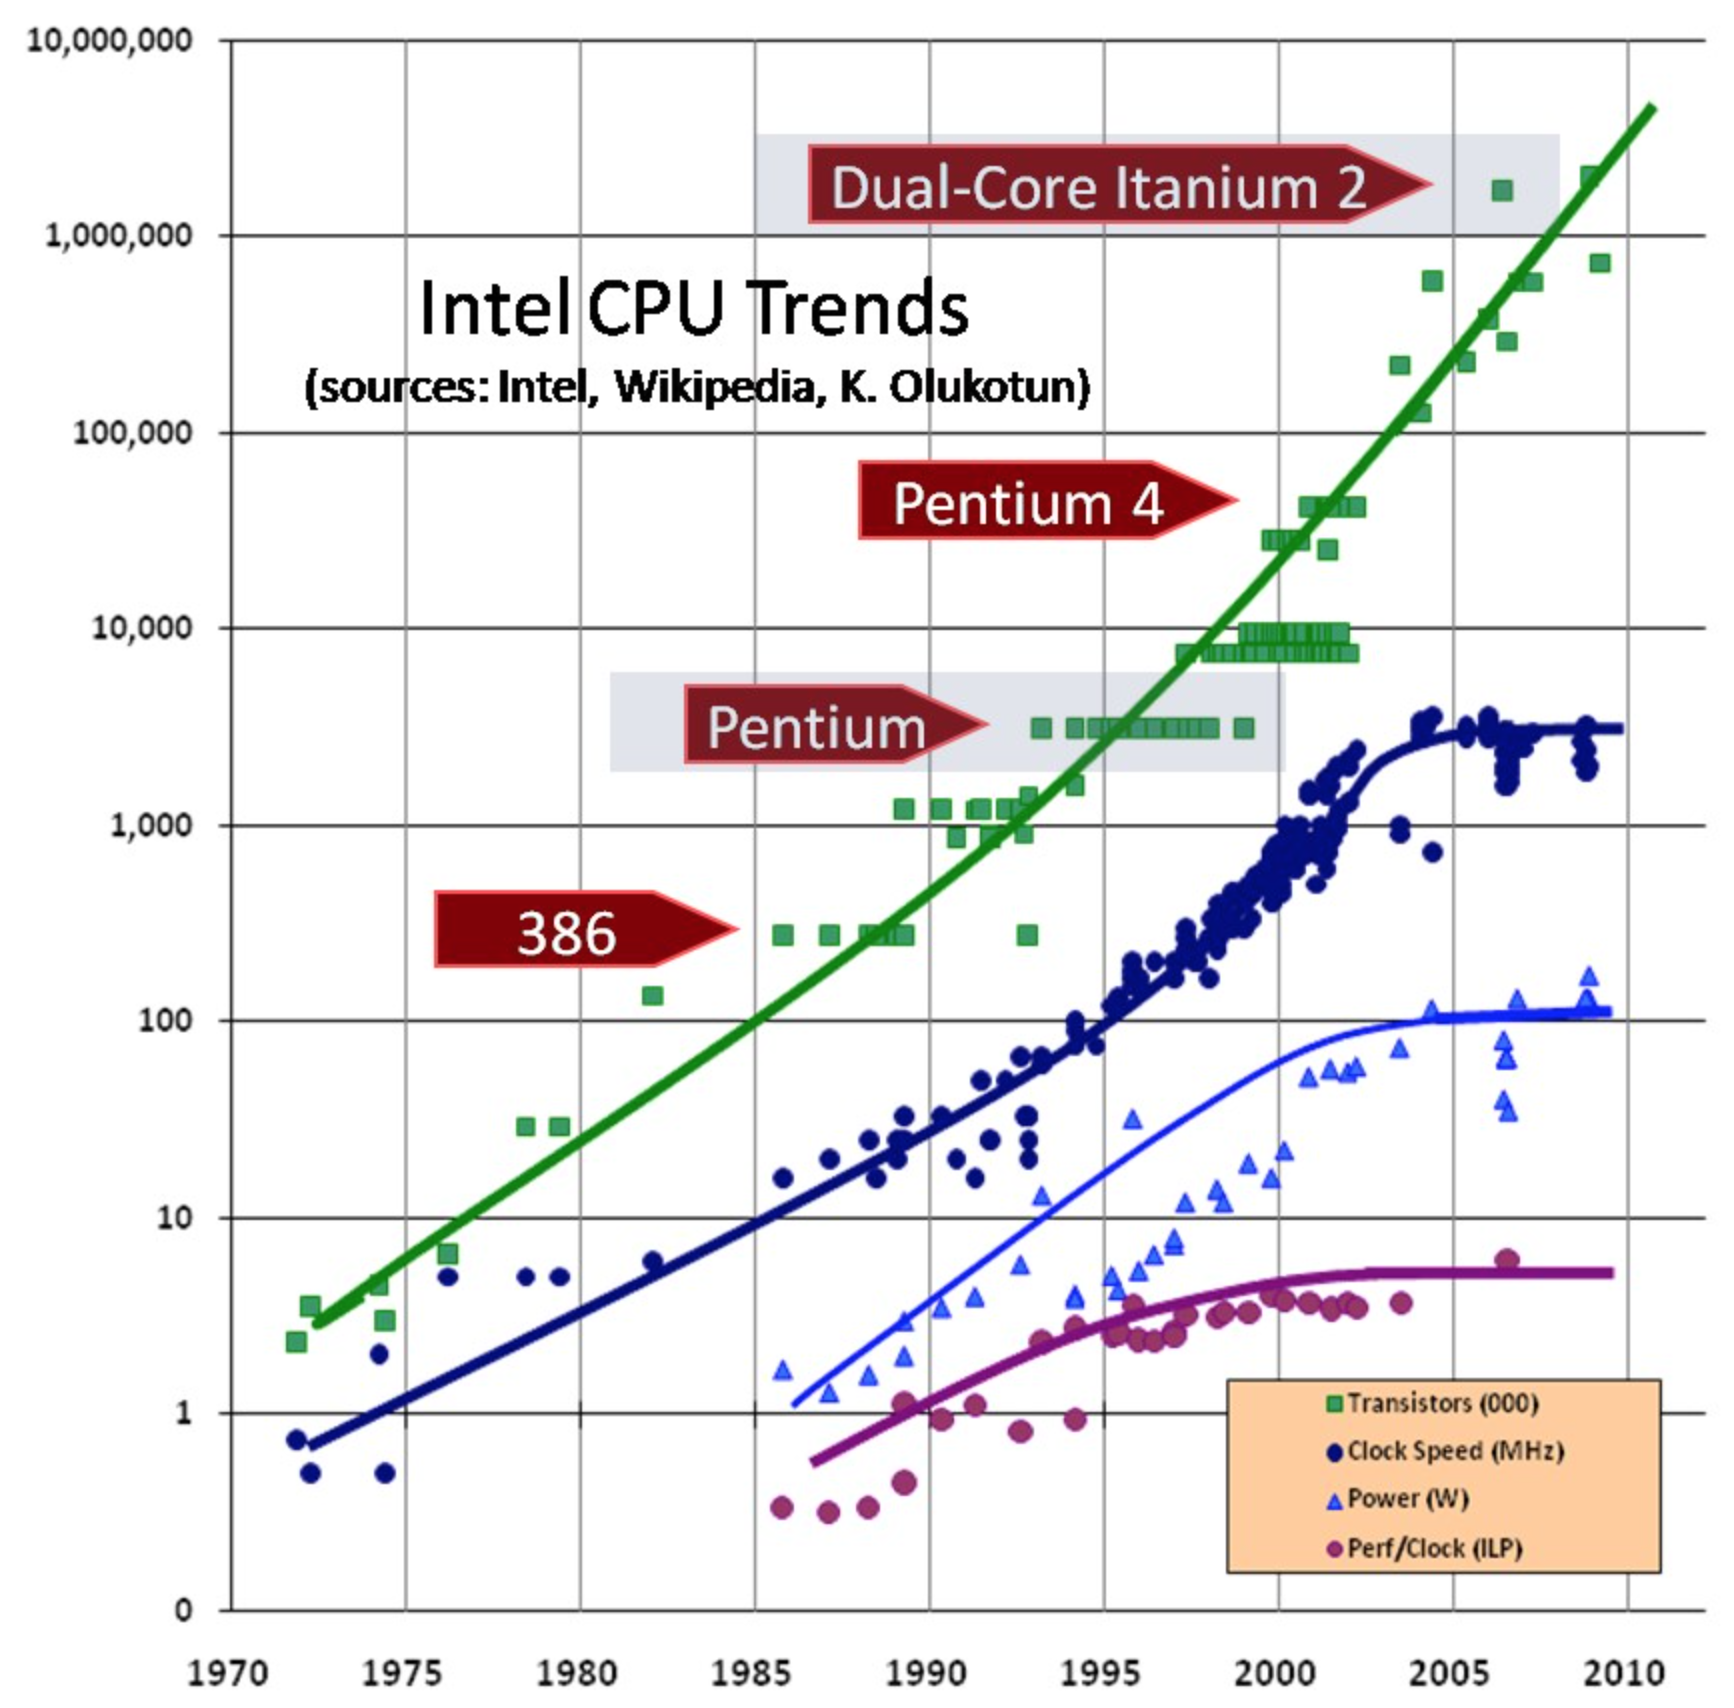 10,000,000
Dual-Core Itanium 2
1,000,000
Intel CPU Trends
(sources: Intel, Wikipedia, K. Olukotun)
100,000
Pentium 4
10,000
Pentium
1,000
386
100
10
1
Transistors (000)
Clock Speed (MHz)
Power (W)
Perf/Clock (ILP)
0
1970 1975 1980 1985 1990 1995 2000 2005 2010